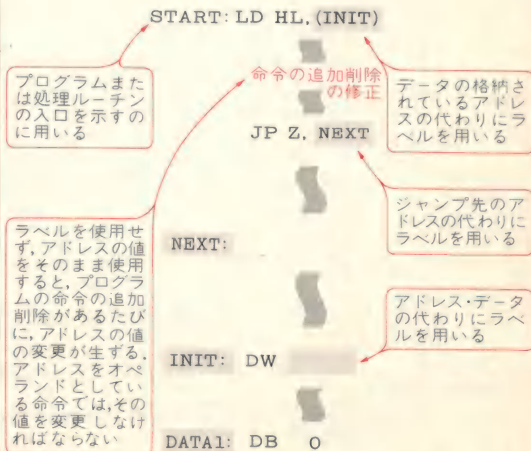 START: LD HL, (INIT)
プログラムまた
は処理ルーチン
の入口を示すの
に用いる
命令の追加削除
の修正
データの格納さ
れているアドレ
スの代わりにラ
ベルを用いる
JP Z, NEXT
ジャンプ先のア
ドレスの代わりに
ラベルを用いる
ラベルを使用せ
ず,アドレスの値
をそのまま使用
すると,プログラ
ムの命令の追加
削除があるたび
に,アドレスの値
の変更が生ずる.
アドレスをオペ
ランドとしてい
る命令では,その
値を変更しなけ
ればならない
NEXT:
アドレス・データ
の代わりにラベ
ルを用いる
INIT: DW
DATA1: DB 0